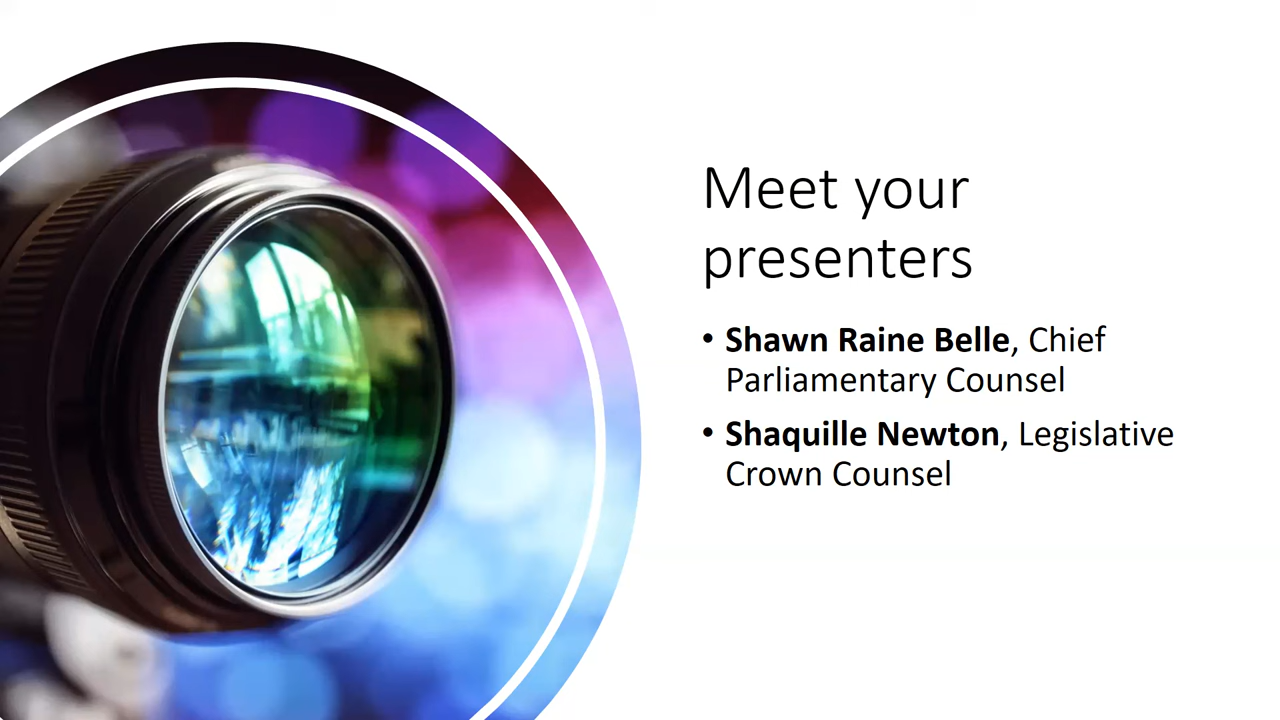 Meet your
presenters
• Shawn Raine Belle, Chief
Parliamentary Counsel
• Shaquille Newton, Legislative
Crown Counsel